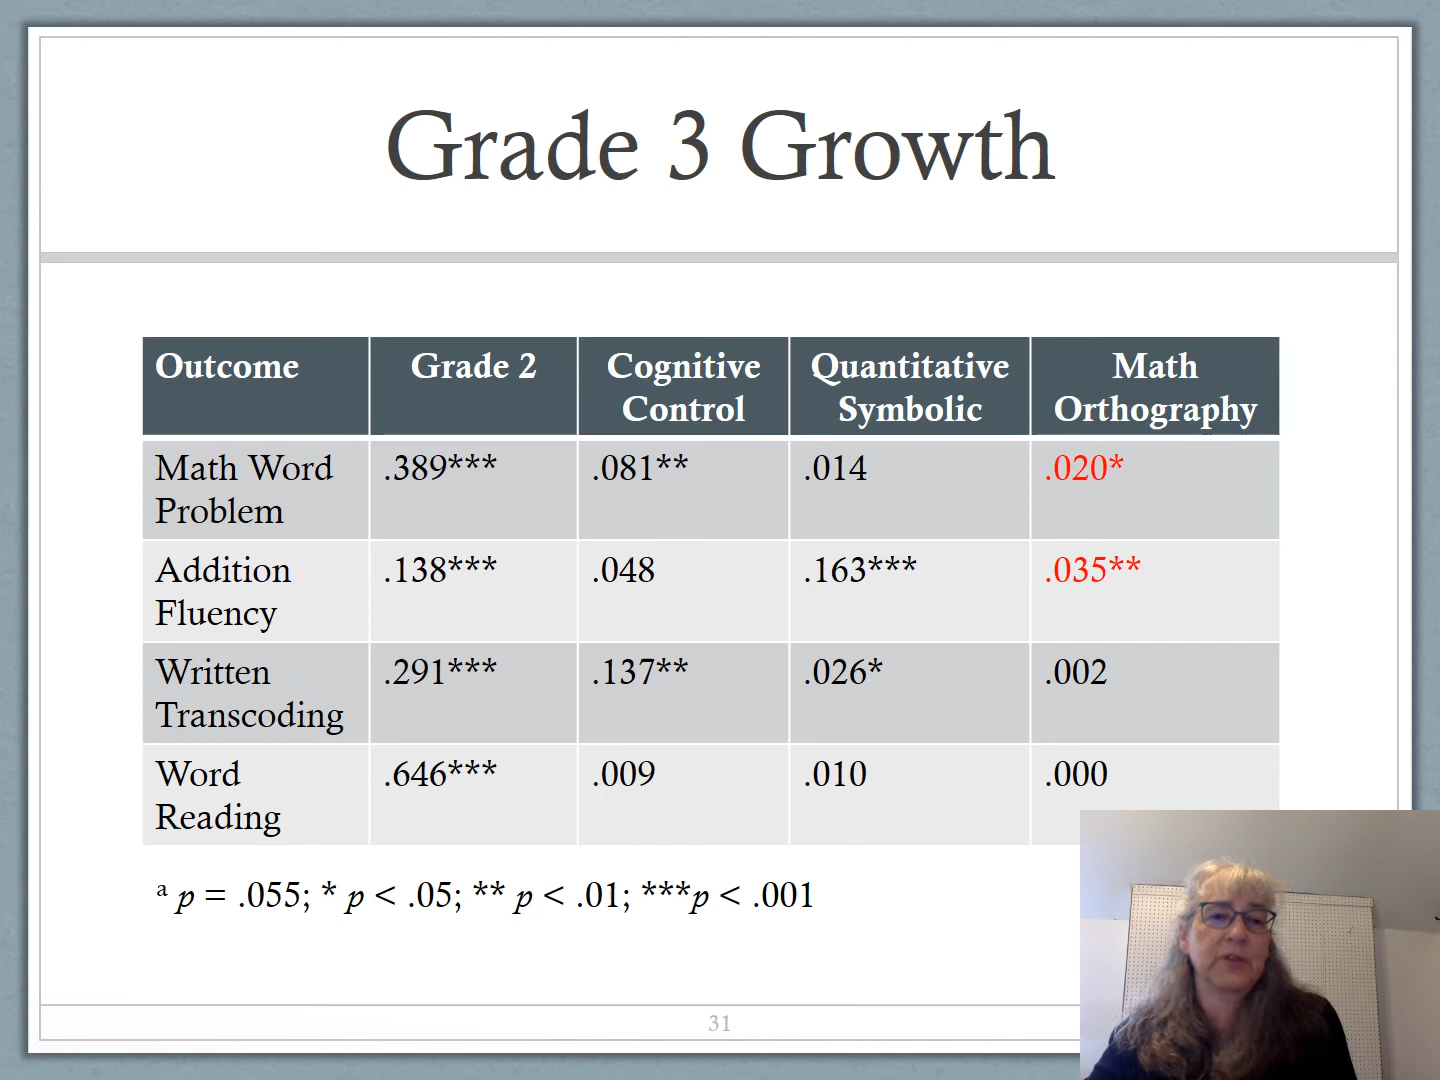 Grade 3 Growth
Outcome Grade 2 Cognitive Control Quantitative Symbolic Math Orthography
Math Word Problem .389*** .081** .014 .020*
Addition Fluency .138*** .048 .163*** .035**
Written Transcoding .291*** .137** .026* .002
Word Reading .646*** .009 .010 .000
a p = .055; * p < .05; ** p < .01; ***p < .001
31